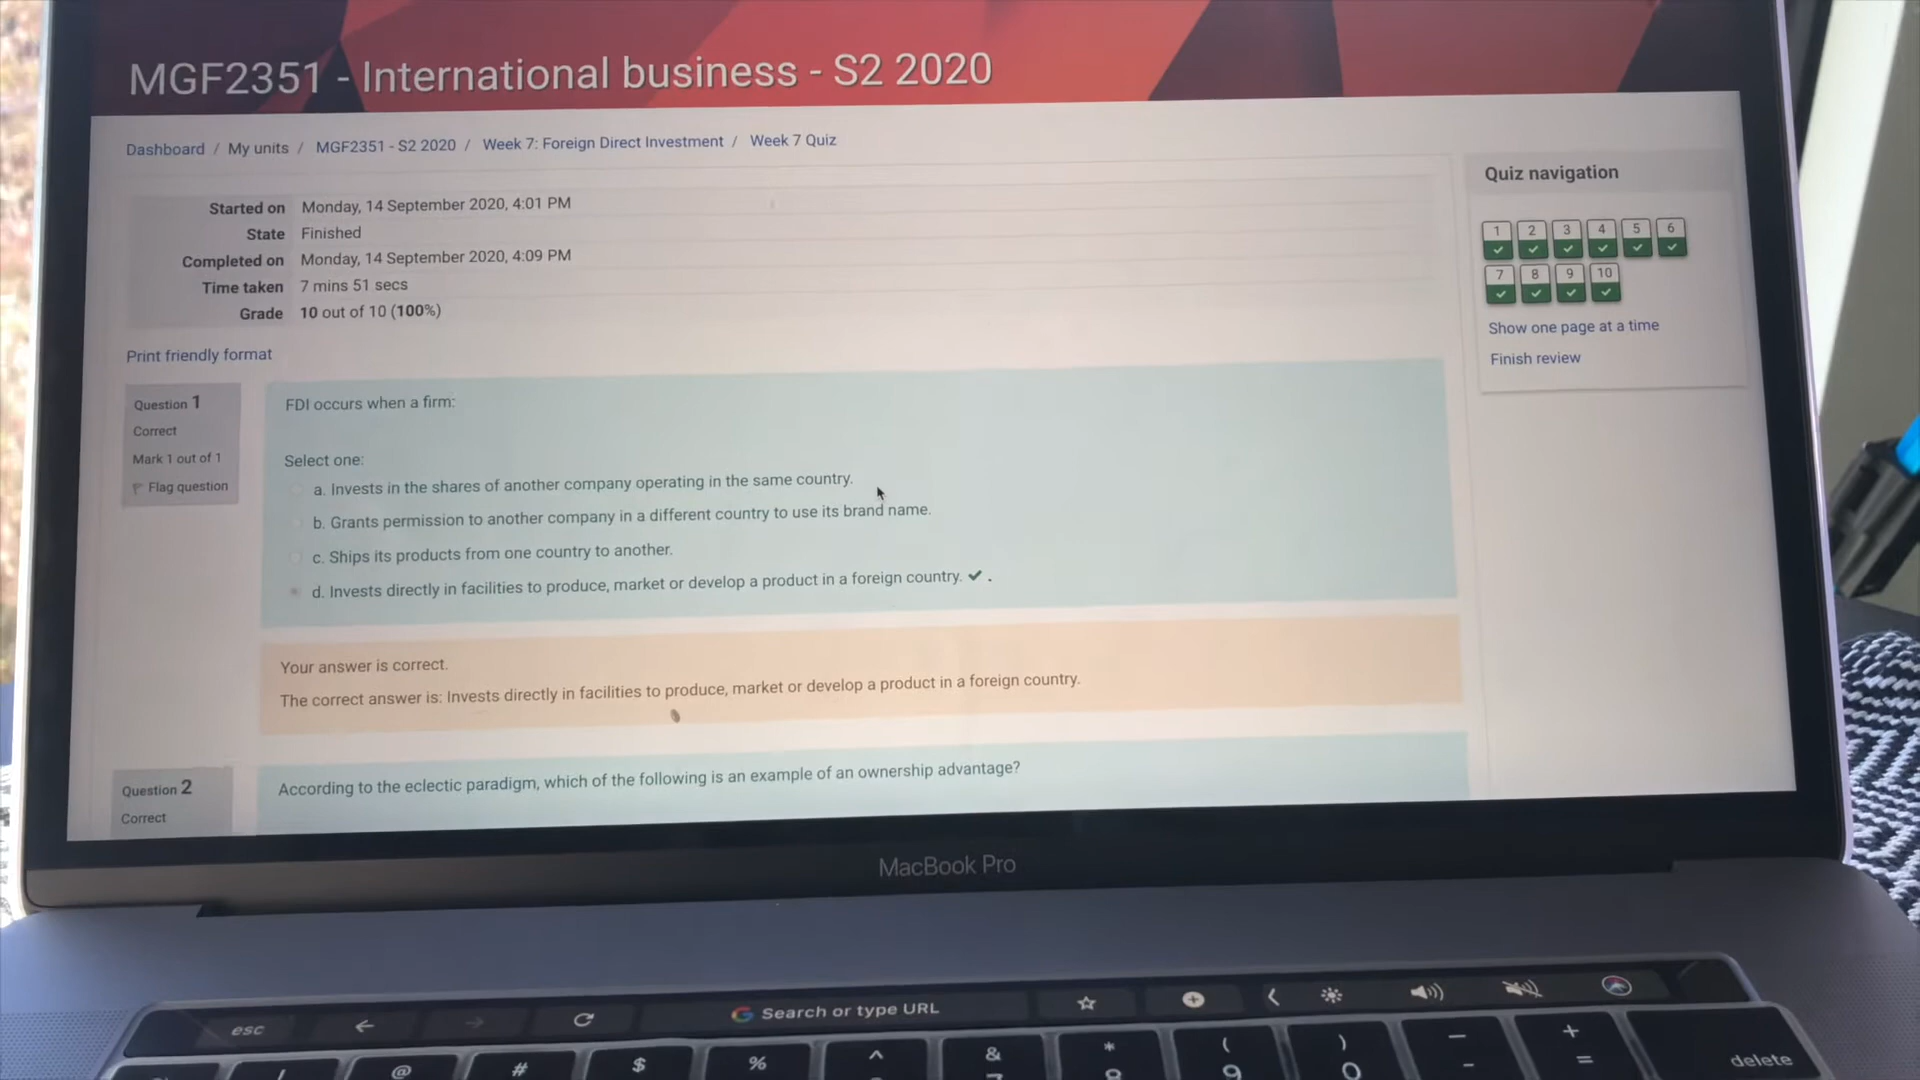 MGF2351 - International business - S2 2020
Dashboard / My units / MGF2351 - S2 2020 / Week 7: Foreign Direct Investment / Week 7 Quiz
Started on Monday, 14 September 2020, 4:01 PM
State Finished
Completed on Monday, 14 September 2020, 4:09 PM
Time taken 7 mins 51 secs
Grade 10 out of 10 (100%)
Print friendly format
Question 1
Correct
Mark 1 out of 1
Flag question
FDI occurs when a firm:
Select one:
a. Invests in the shares of another company operating in the same country.
b. Grants permission to another company in a different country to use its brand name.
c. Ships its products from one country to another.
d. Invests directly in facilities to produce, market or develop a product in a foreign country. ✔ .
Your answer is correct.
The correct answer is: Invests directly in facilities to produce, market or develop a product in a foreign country.
Question 2
Correct
According to the eclectic paradigm, which of the following is an example of an ownership advantage?
Quiz navigation
1 2 3 4 5 6
7 8 9 10
Show one page at a time
Finish review
MacBook Pro
esc Search or type URL
@ # $ % ^ & * ( ) — +
9 0 - =
delete